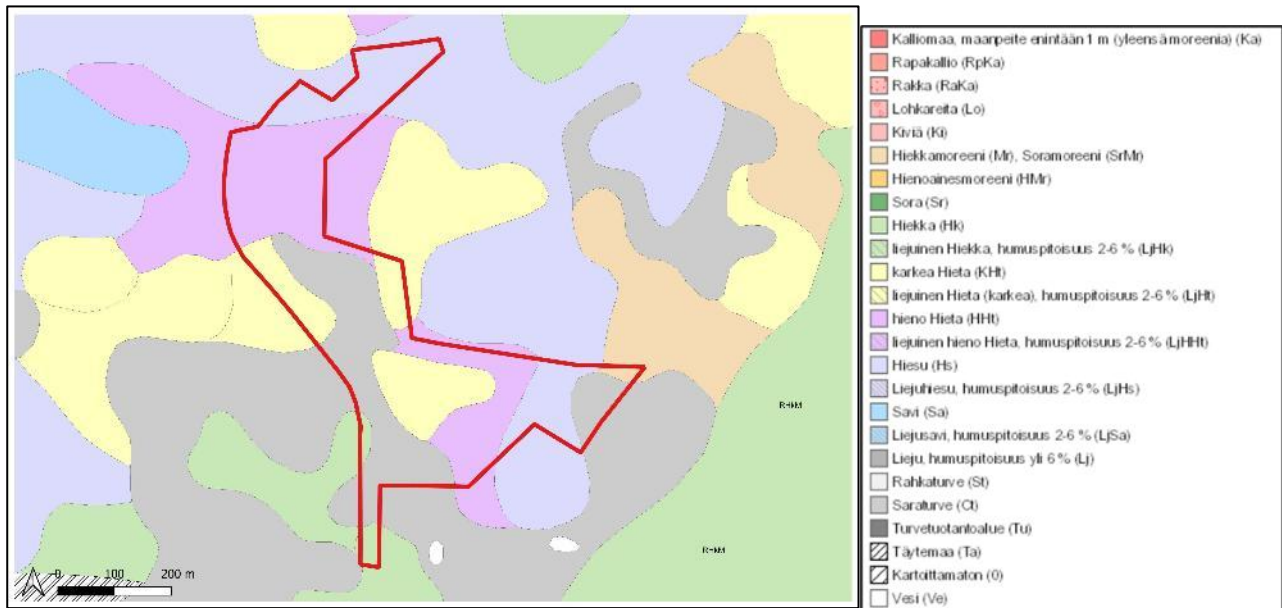 RHkM
RHkM
0 100 200 m
Kalliomaa, maanpeite enintään 1 m (yleensä moreenia) (Ka)
Rapakallio (RpKa)
Rakka (RaKa)
Lohkareita (Lo)
Kiviä (Ki)
Hiekkamoreeni (Mr), Soramoreeni (SrMr)
Hienoainesmoreeni (HMr)
Sora (Sr)
Hiekka (Hk)
liejuinen Hiekka, humuspitoisuus 2-6 % (LjHk)
karkea Hieta (KHt)
liejuinen Hieta (karkea), humuspitoisuus 2-6 % (LjHt)
hieno Hieta (HHt)
liejuinen hieno Hieta, humuspitoisuus 2-6 % (LjHHt)
Hiesu (Hs)
Liejuhiesu, humuspitoisuus 2-6 % (LjHs)
Savi (Sa)
Liejusavi, humuspitoisuus 2-6 % (LjSa)
Lieju, humuspitoisuus yli 6 % (Lj)
Rahkaturve (St)
Saraturve (Ct)
Turvetuotantoalue (Tu)
Täytemaa (Ta)
Kartoittamaton (0)
Vesi (Ve)